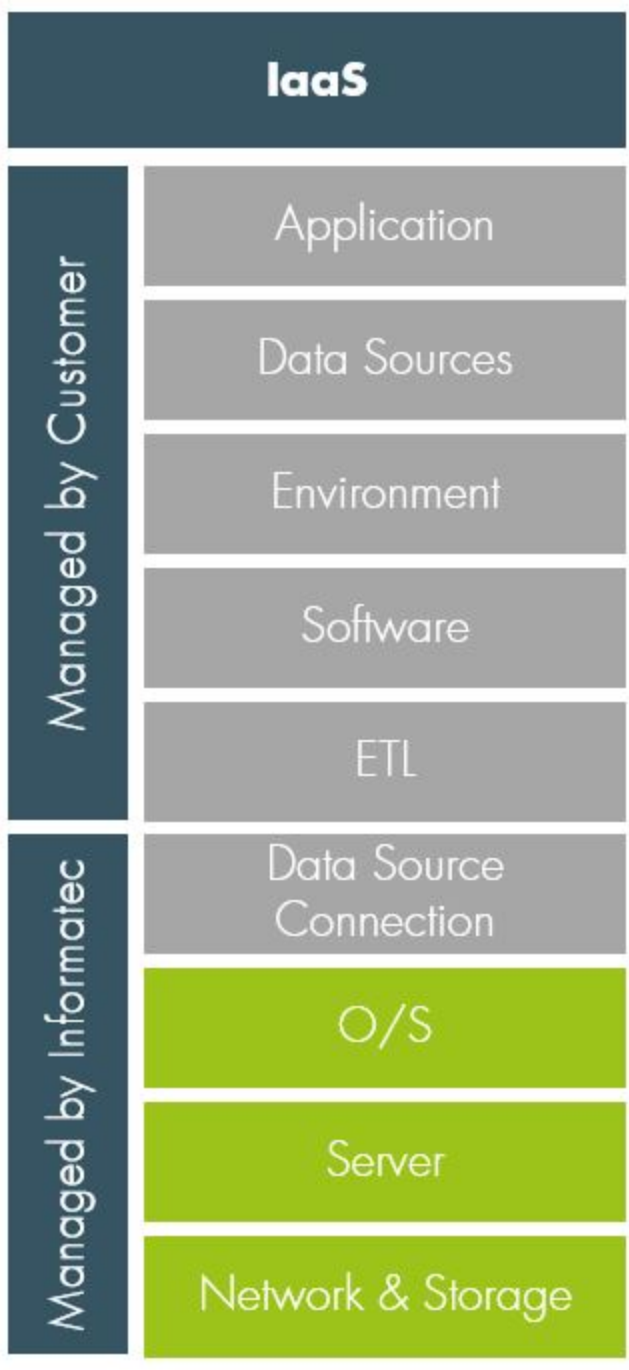 IaaS
Managed by Customer
Application
Data Sources
Environment
Software
ETL
Managed by Informatec
Data Source
Connection
O/S
Server
Network & Storage